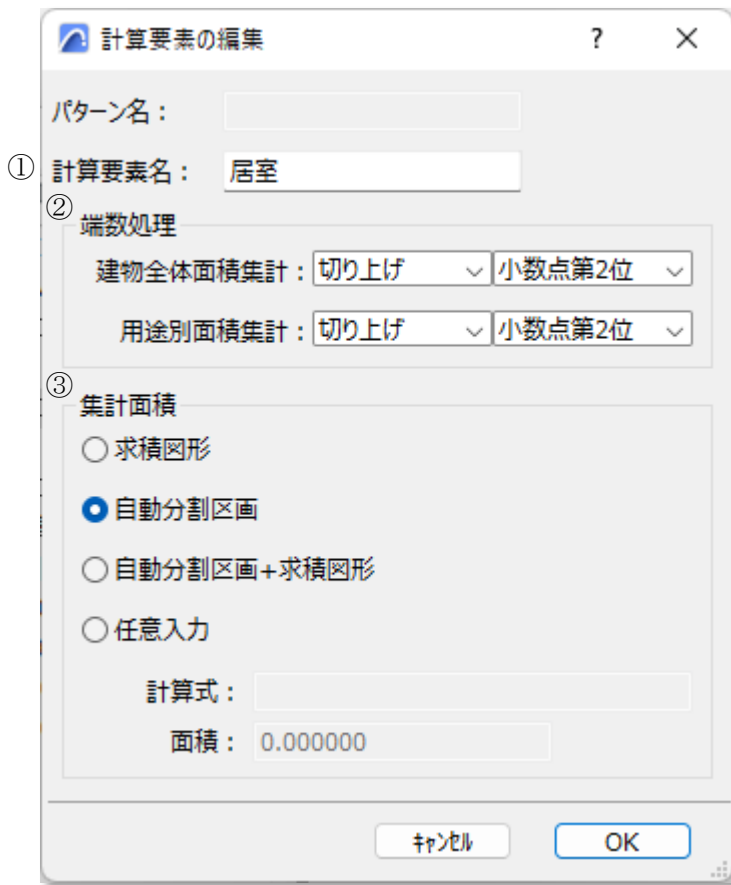 計算要素の編集 ? ×
パターン名：
① 計算要素名： 居室
②
端数処理
建物全体面積集計： 切り上げ 小数点第2位
用途別面積集計： 切り上げ 小数点第2位
③
集計面積
求積図形
自動分割区画
自動分割区画+求積図形
任意入力
計算式：
面積： 0.000000
ｷｬﾝｾﾙ OK